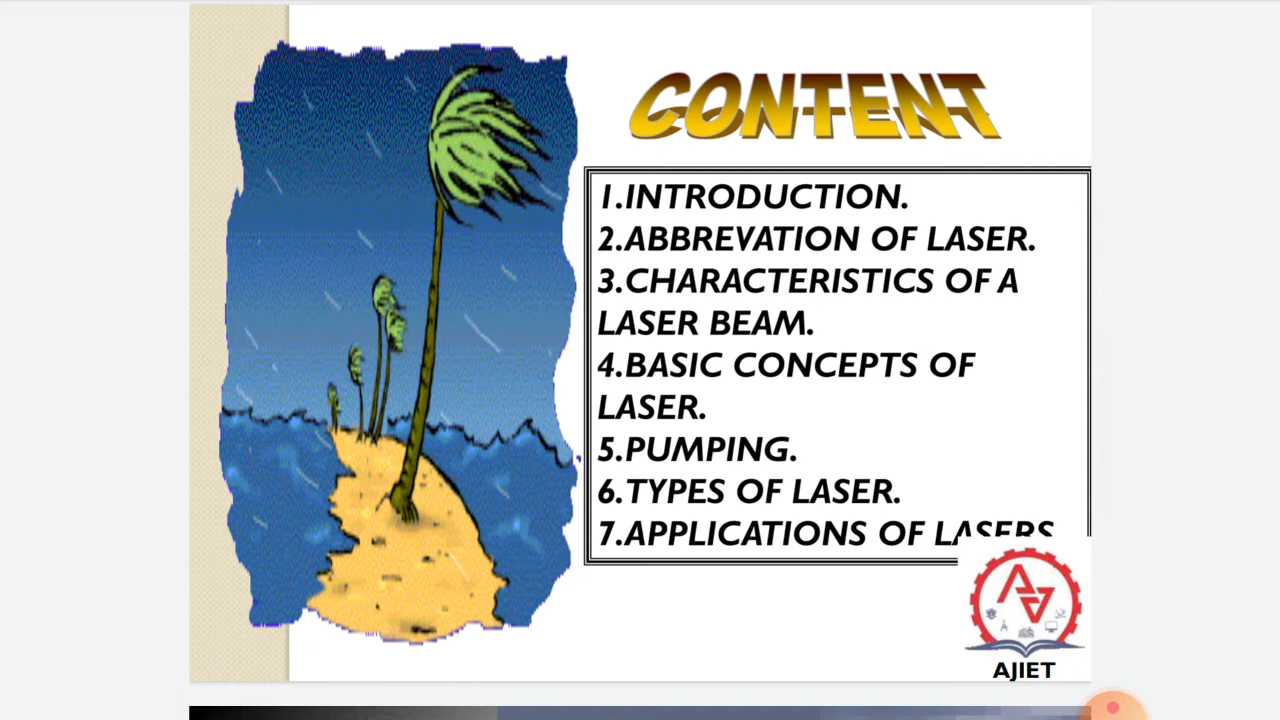 CONTENT
1.INTRODUCTION.
2.ABBREVATION OF LASER.
3.CHARACTERISTICS OF A
LASER BEAM.
4.BASIC CONCEPTS OF
LASER.
5.PUMPING.
6.TYPES OF LASER.
7.APPLICATIONS OF LASERS
AJIET